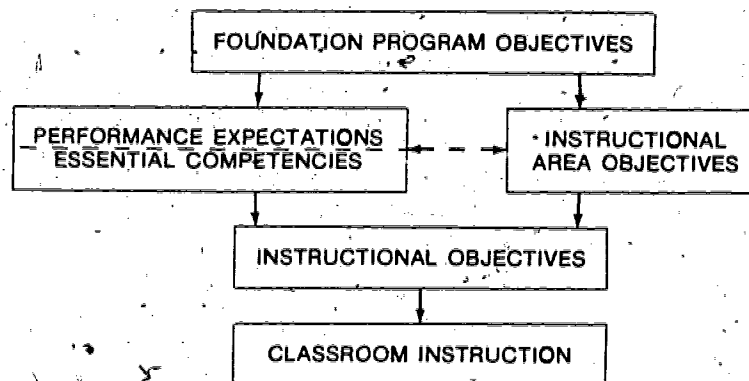 FOUNDATION PROGRAM OBJECTIVES
PERFORMANCE EXPECTATIONS
ESSENTIAL COMPETENCIES
INSTRUCTIONAL
AREA OBJECTIVES
INSTRUCTIONAL OBJECTIVES
CLASSROOM INSTRUCTION